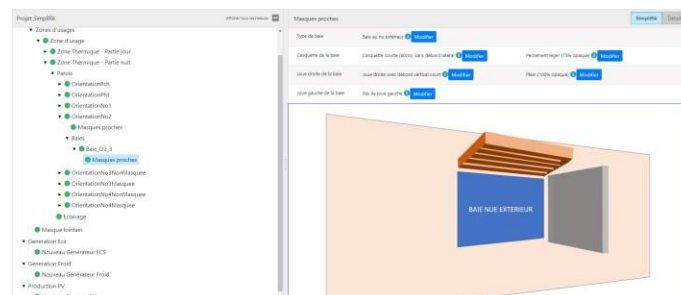 Projet Simplifié
Afficher tous les nœuds
Zones d'usages
Zone d'usage
Zone Thermique - Partie jour
Zone Thermique - Partie nuit
Parois
OrientationPch
OrientationPfd
OrientationNo1
OrientationNo2
Masques proches
Baies
Baie_O2_3
Masques proches
OrientationNo3NonMasquee
OrientationNo3Masquee
OrientationNo4NonMasquee
OrientationNo4Masquee
Eclairage
Masque lointain
Generation Ecs
Nouveau Générateur ECS
Generation Froid
Nouveau Générateur Froid
Production PV
Masques proches
Simplifié
Type de baie
Baie au nu extérieur
Modifier
Casquette de la baie
Casquette courte (45cm) Sans débord latéral
Modifier
Percement léger (75% opaque)
Modifier
Joue droite de la baie
Joue droite avec débord vertical court
Modifier
Plein (100% opaque)
Modifier
Joue gauche de la baie
Pas de joue gauche
Modifier
BAIE NUE EXTERIEUR